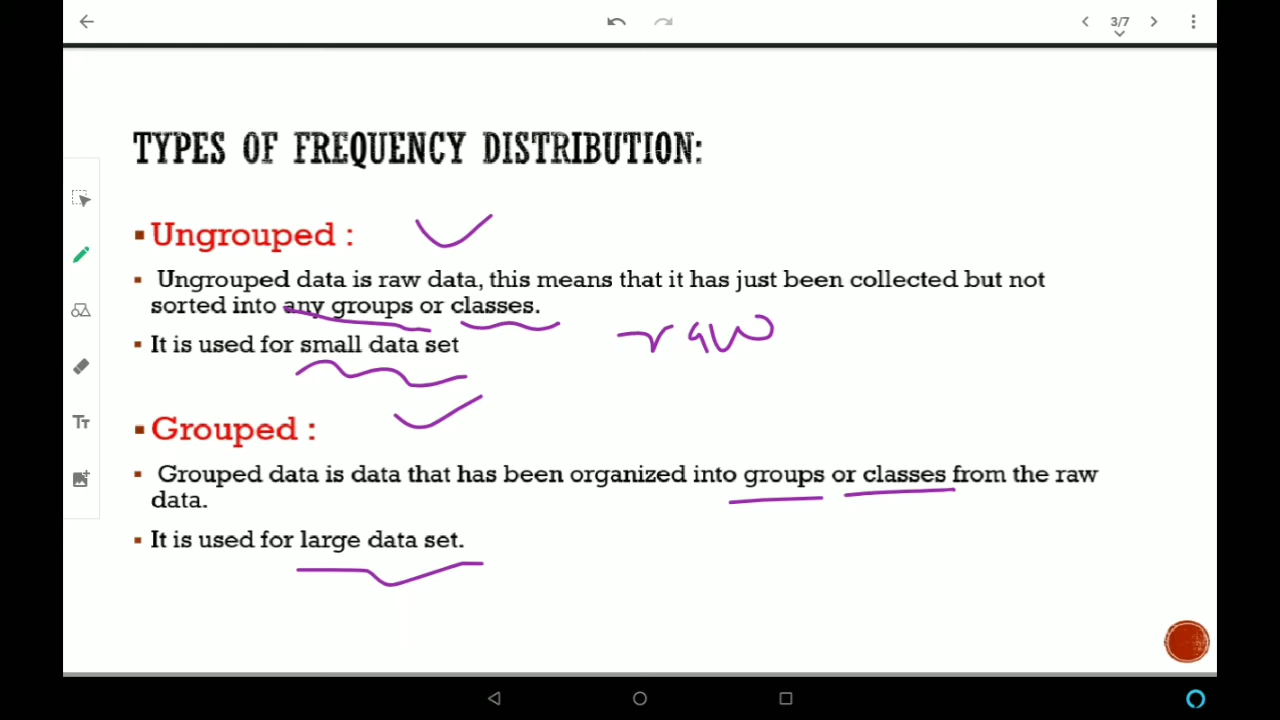 3/7
TYPES OF FREQUENCY DISTRIBUTION:
▪ Ungrouped :
▪ Ungrouped data is raw data, this means that it has just been collected but not
sorted into any groups or classes.
raw
▪ It is used for small data set
▪ Grouped :
▪ Grouped data is data that has been organized into groups or classes from the raw
data.
▪ It is used for large data set.
Tт